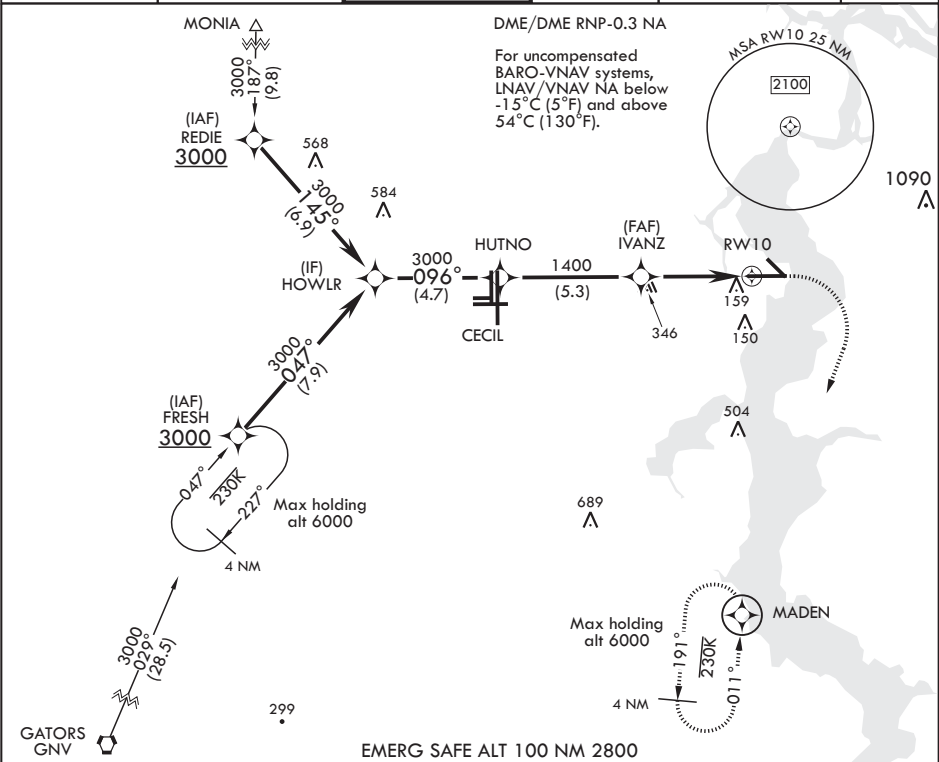 MONIA
3000
187°
(9.8)
DME/DME RNP-0.3 NA
For uncompensated
BARO-VNAV systems,
LNAV/VNAV NA below
-15°C (5°F) and above
54°C (130°F).
MSA RW10 25 NM
2100
(IAF)
REDIE
3000
568
3000
145°
(6.9)
584
1090
(IF)
HOWLR
3000
096°
(4.7)
HUTNO
CECIL
1400
(5.3)
(FAF)
IVANZ
346
RW10
159
150
3000
047°
(7.9)
(IAF)
FRESH
3000
047°
230K
227°
Max holding
alt 6000
4 NM
504
689
3000
029°
(28.5)
GATORS
GNV
299
Max holding
alt 6000
191°
230K
011°
4 NM
MADEN
EMERG SAFE ALT 100 NM 2800